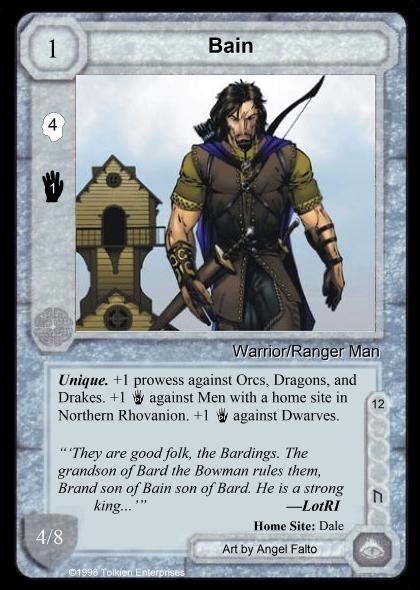 1
Bain
4
1
Warrior/Ranger Man
Unique. +1 prowess against Orcs, Dragons, and
Drakes. +1 against Men with a home site in
Northern Rhovanion. +1 against Dwarves.
12
“‘They are good folk, the Bardings. The
grandson of Bard the Bowman rules them,
Brand son of Bain son of Bard. He is a strong
king...’” —LotRI
Home Site: Dale
4/8
Art by Angel Falto
©1998 Tolkien Enterprises